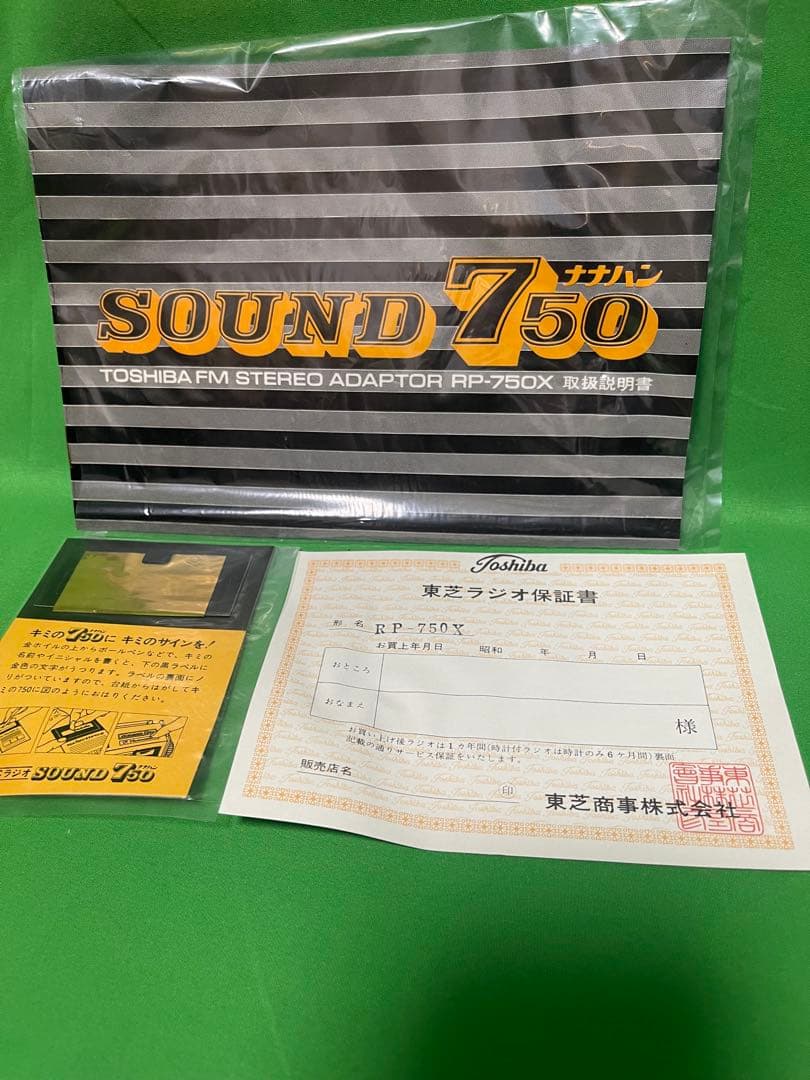 ナナハン
SOUND 750
TOSHIBA FM STEREO ADAPTOR RP-750X 取扱説明書
キミの750に キミのサインを!
金ホイルの上からボールペンなどで、キミの
名前やイニシャルを書くと、下の黒ラベルに
金色の文字がうつります。ラベルの裏面にノ
リがついていますので、台紙からはがしてキ
ミの750に図のようにおはりください。
ラジオ SOUND 750
ナナハン
Toshiba
東芝ラジオ保証書
形名 RP-750X
お買上年月日 昭和 年 月 日
おところ
おなまえ 様
お買い上げ後ラジオは1カ年間(時計付ラジオは時計のみ6ヶ月間)裏面
記載の通りサービス保証をいたします。
販売店名 印
東芝商事株式会社